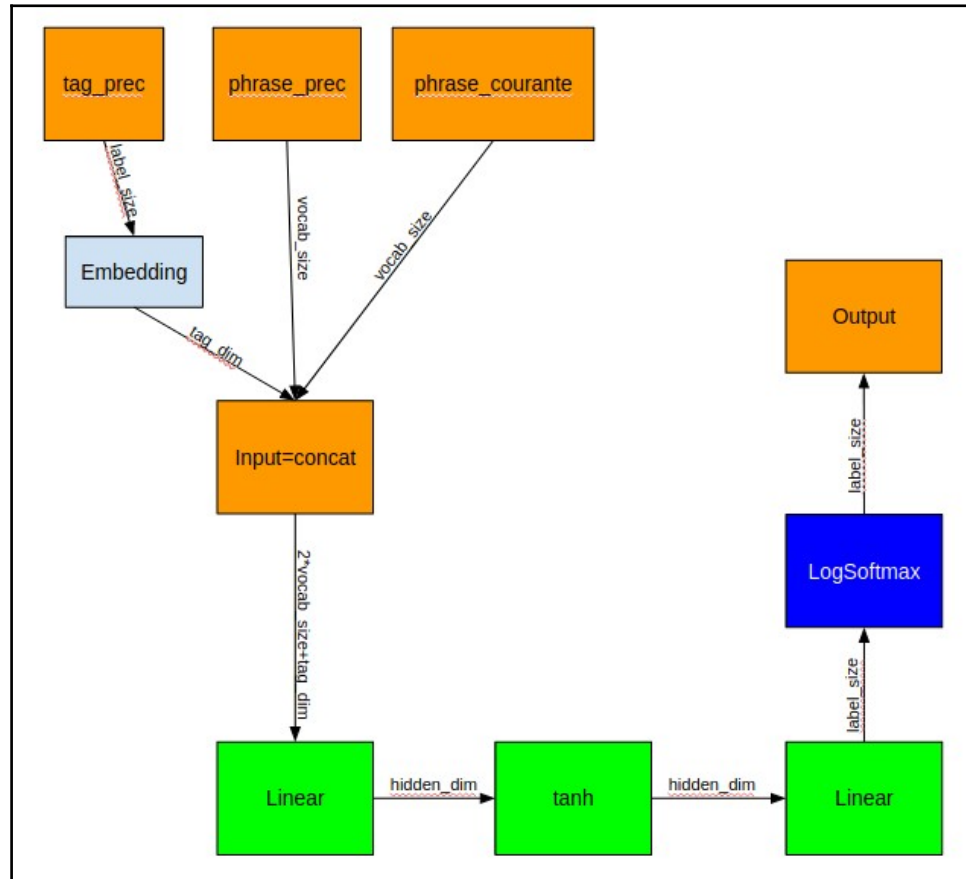 tag_prec
phrase_prec
phrase_courante
label_size
vocab_size
vocab_size
Embedding
tag_dim
Input=concat
2*vocab_size+tag_dim
Linear
hidden_dim
tanh
hidden_dim
Linear
label_size
LogSoftmax
label_size
Output